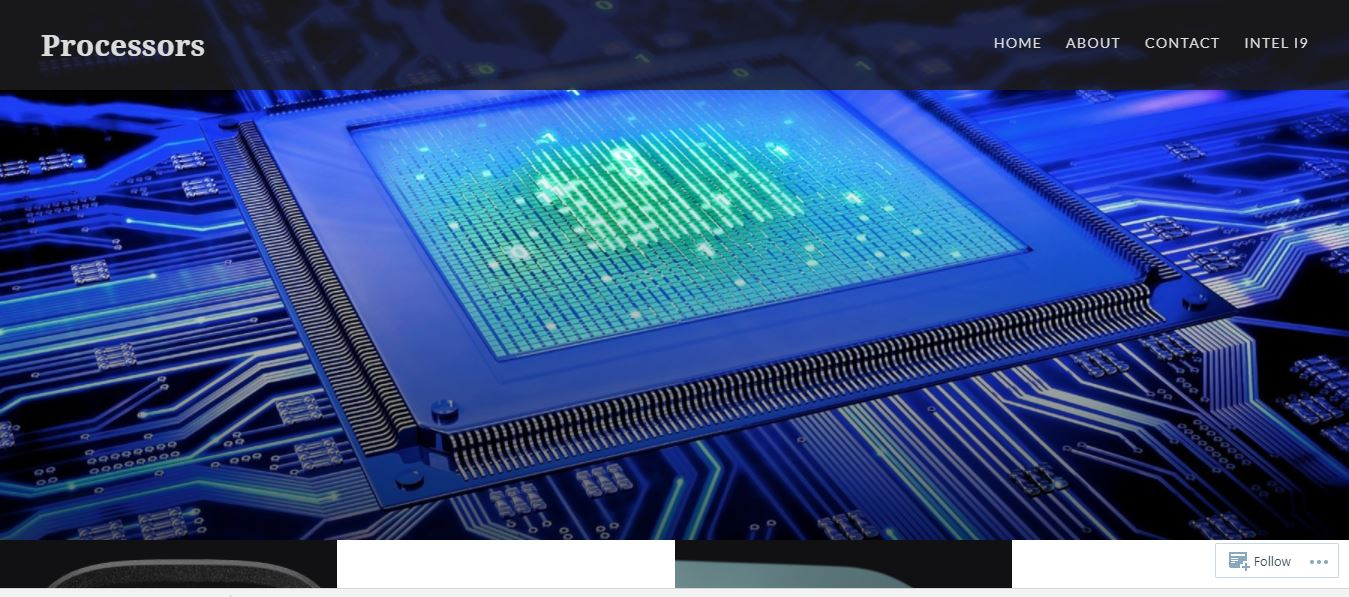 Processors
HOME ABOUT CONTACT INTEL I9
Follow